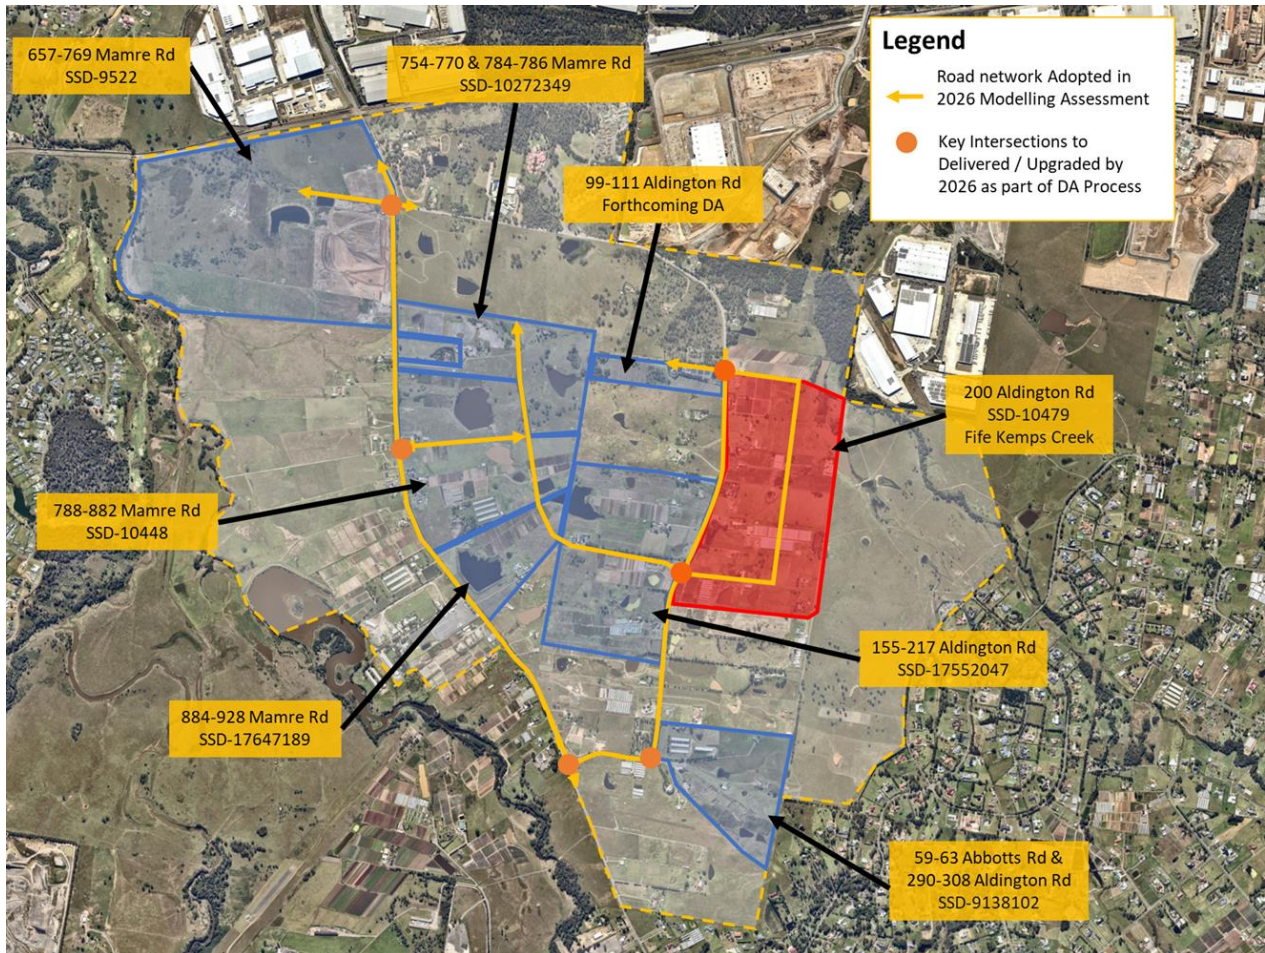 657-769 Mamre Rd
SSD-9522
754-770 & 784-786 Mamre Rd
SSD-10272349
Legend
Road network Adopted in
2026 Modelling Assessment
Key Intersections to
Delivered / Upgraded by
2026 as part of DA Process
99-111 Aldington Rd
Forthcoming DA
200 Aldington Rd
SSD-10479
Fife Kemps Creek
788-882 Mamre Rd
SSD-10448
155-217 Aldington Rd
SSD-17552047
884-928 Mamre Rd
SSD-17647189
59-63 Abbotts Rd &
290-308 Aldington Rd
SSD-9138102